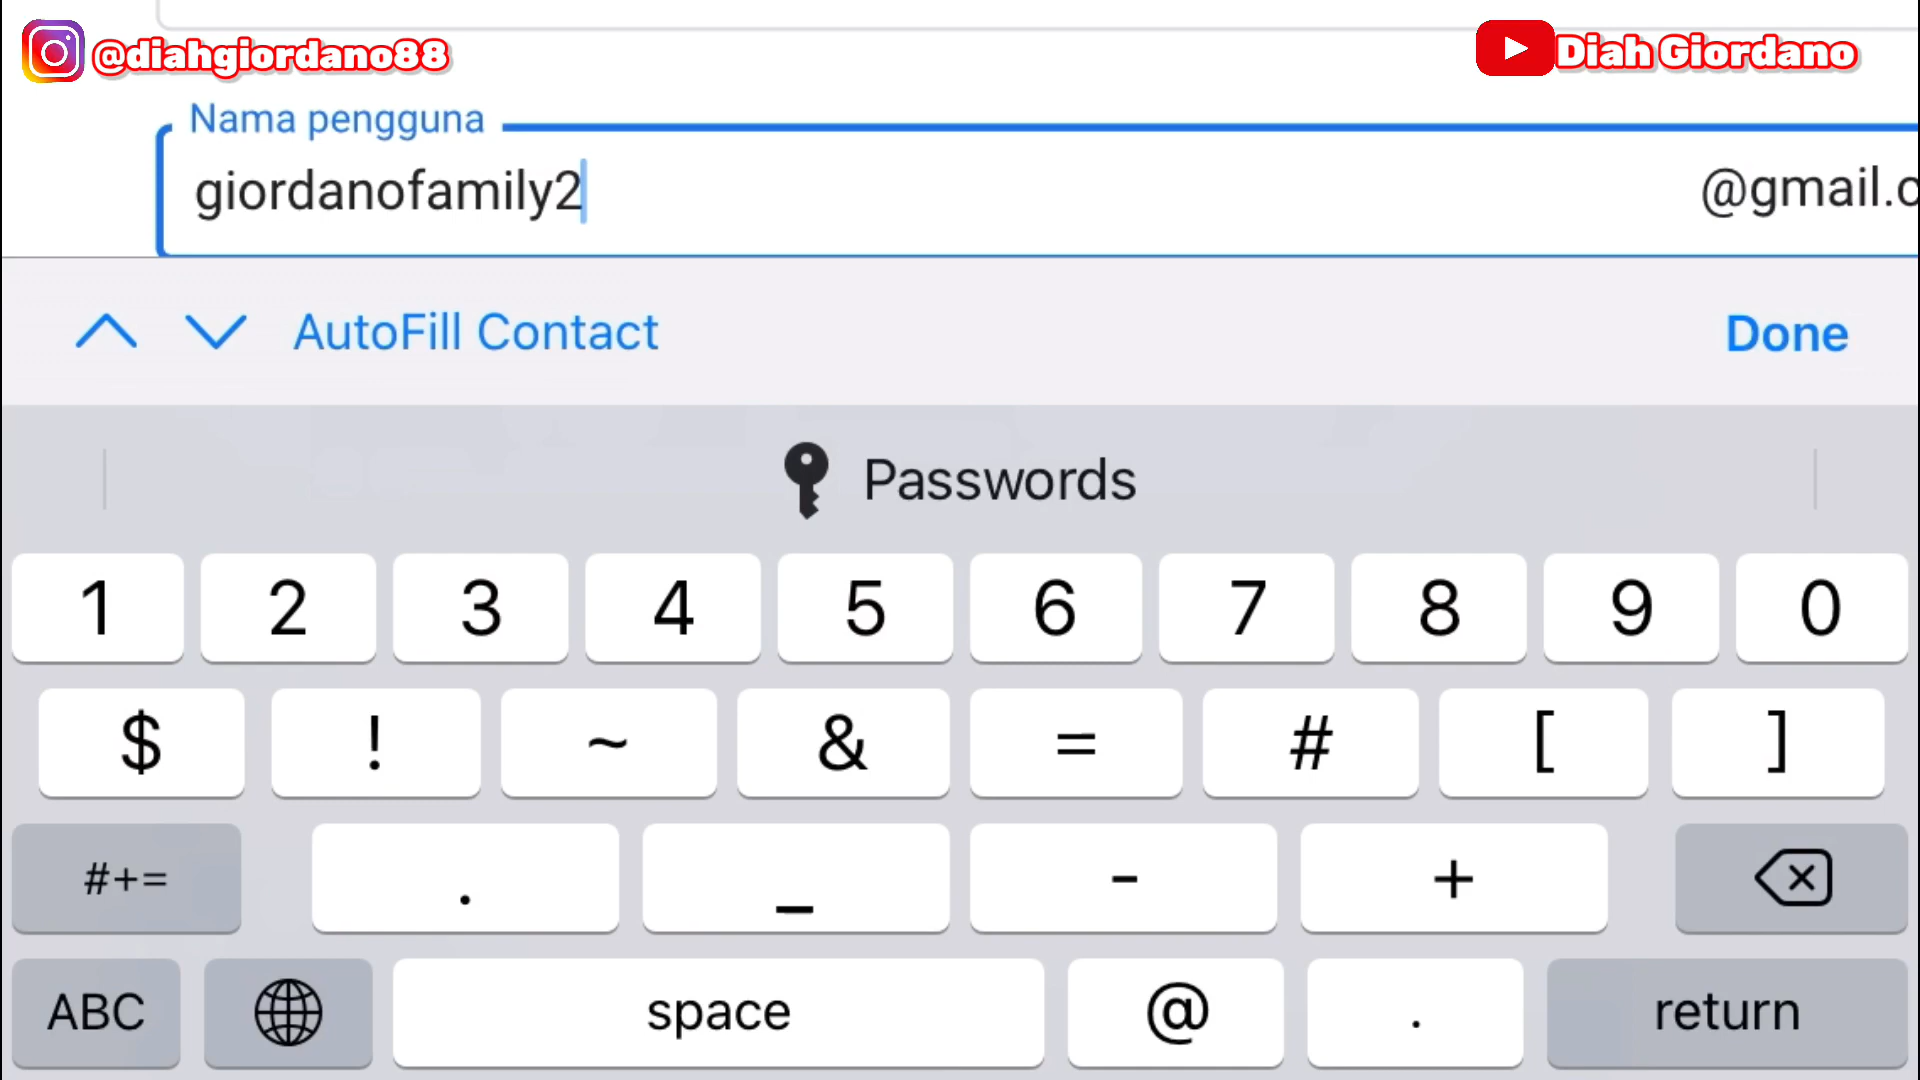 @diahgiordano88
Diah Giordano
Nama pengguna
giordanofamily2
@gmail.c
AutoFill Contact
Done
Passwords
1 2 3 4 5 6 7 8 9 0
$ ! ~ & = # [ ]
#+= . _ - +
ABC space @ . return